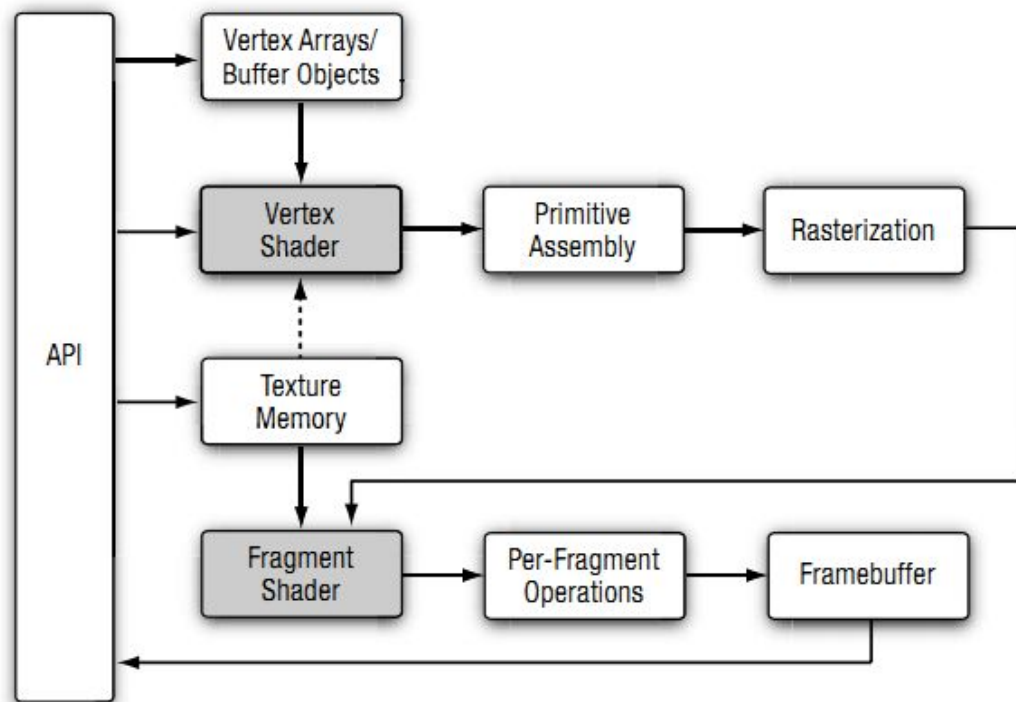 API
Vertex Arrays/
Buffer Objects
Vertex
Shader
Primitive
Assembly
Rasterization
Texture
Memory
Fragment
Shader
Per-Fragment
Operations
Framebuffer